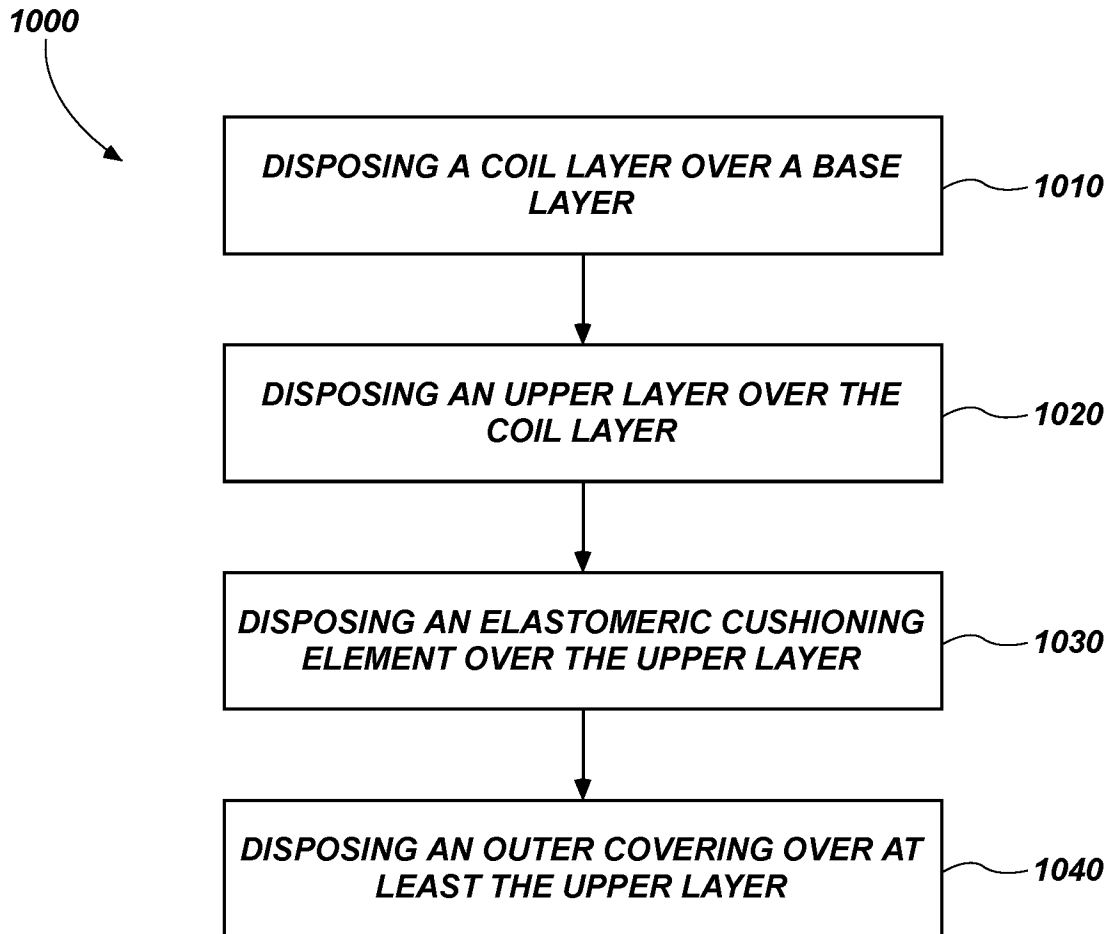 1000
DISPOSING A COIL LAYER OVER A BASE
LAYER
1010
DISPOSING AN UPPER LAYER OVER THE
COIL LAYER
1020
DISPOSING AN ELASTOMERIC CUSHIONING
ELEMENT OVER THE UPPER LAYER
1030
DISPOSING AN OUTER COVERING OVER AT
LEAST THE UPPER LAYER
1040